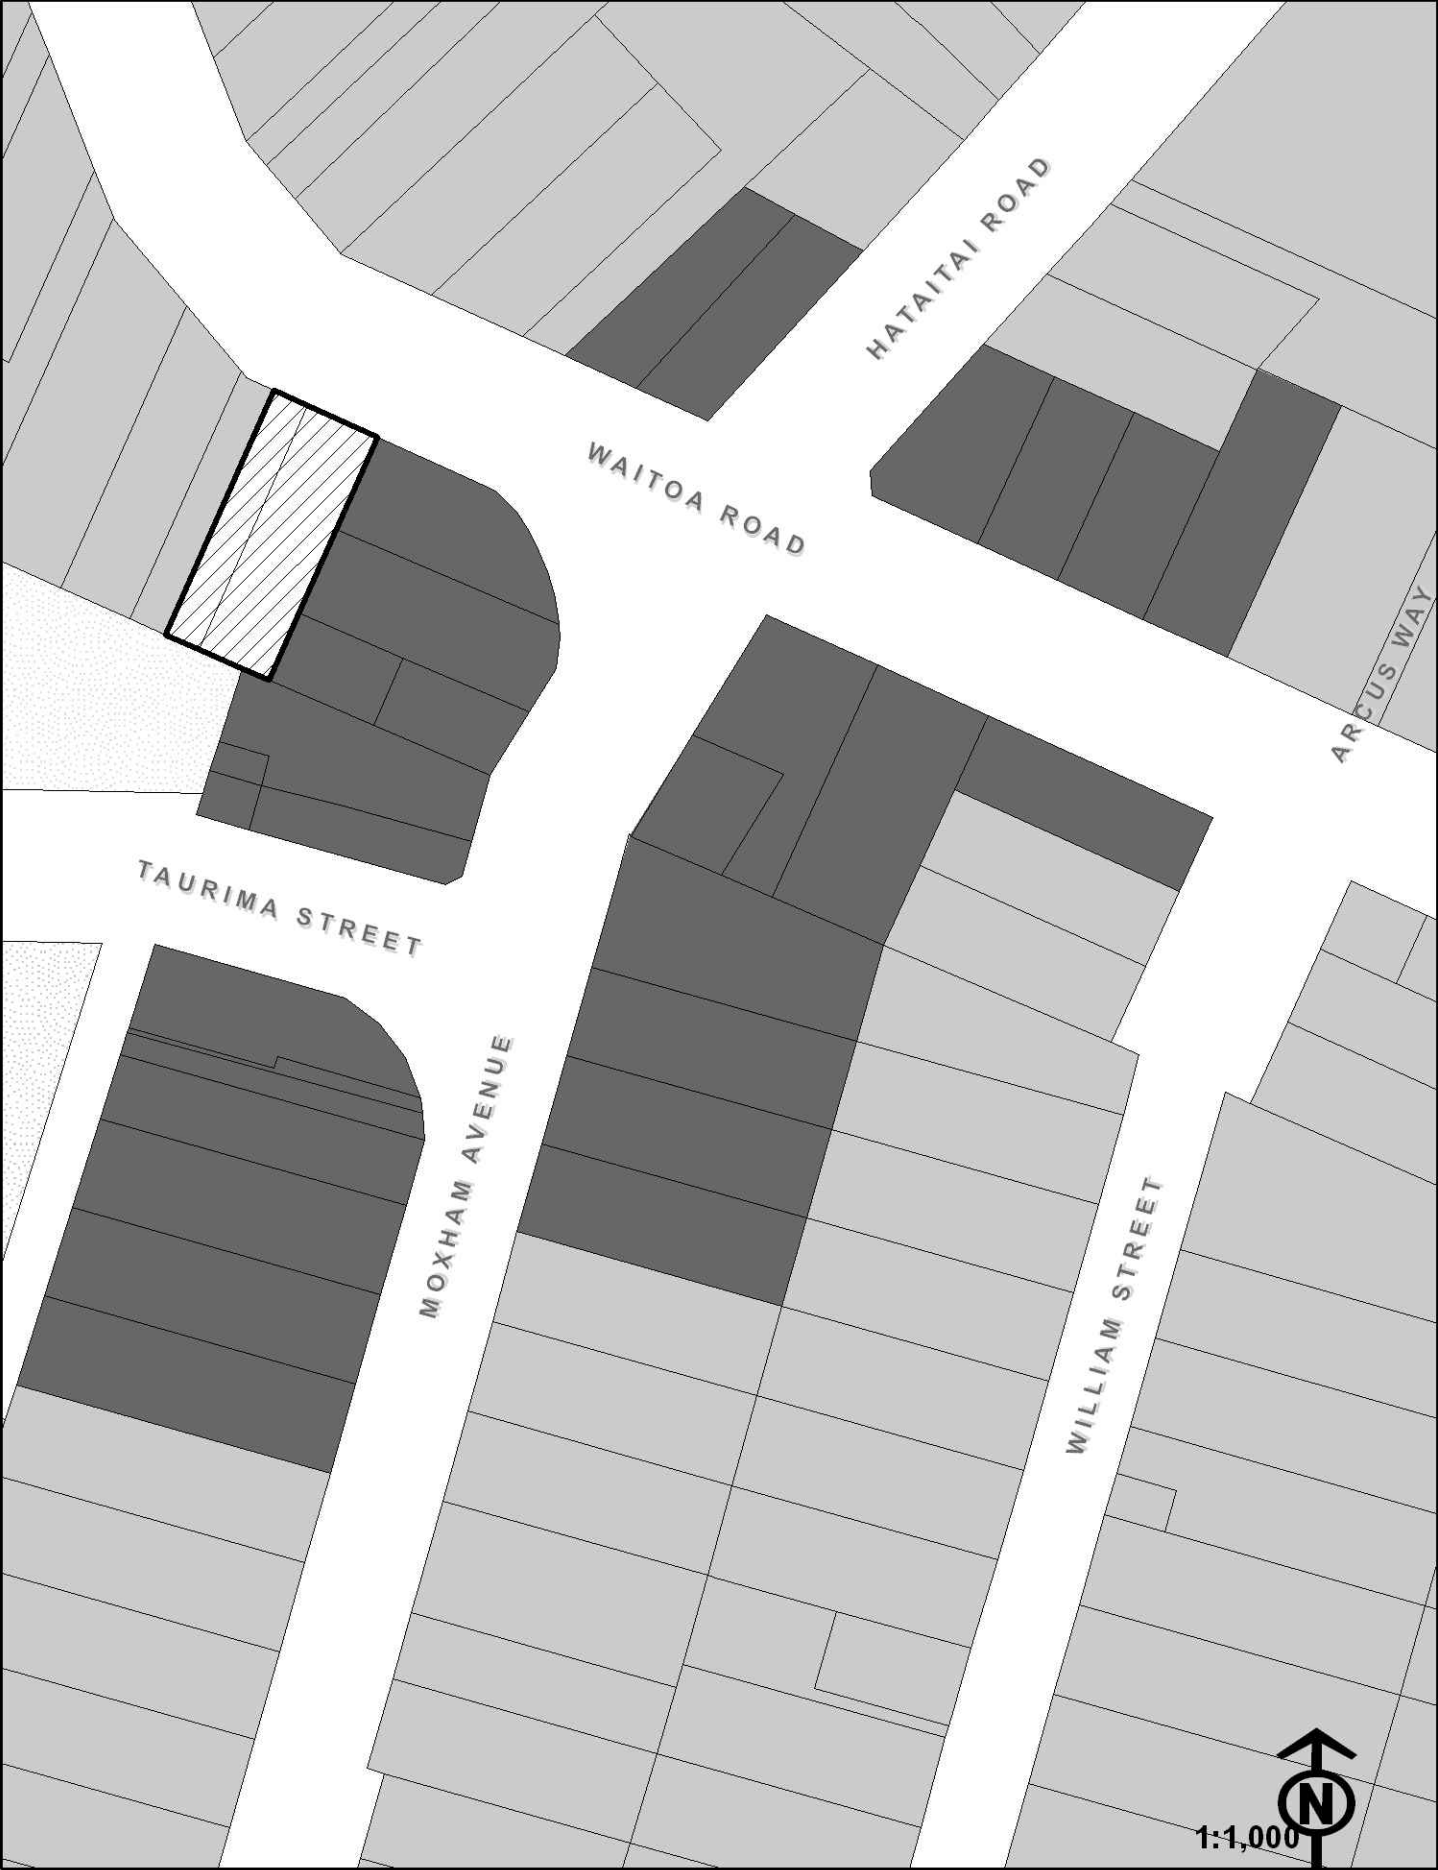 HATAITAI ROAD
WAITOA ROAD
ARCUS WAY
TAURIMA STREET
MOXHAM AVENUE
WILLIAM STREET
N
1:1,000